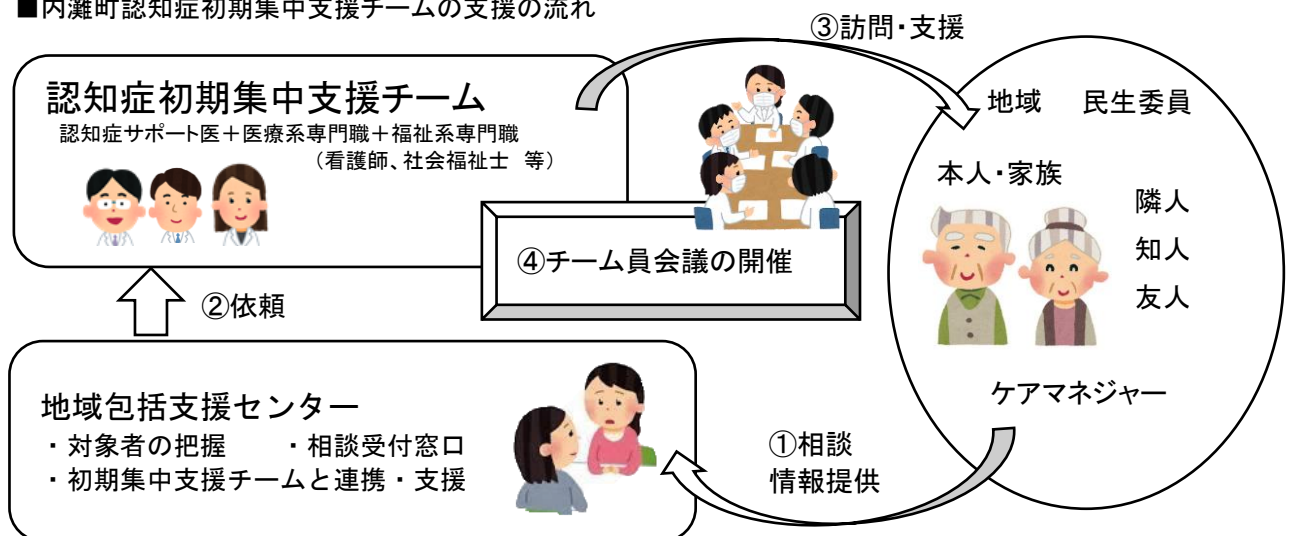 ■内灘町認知症初期集中支援チームの支援の流れ
③訪問・支援
認知症初期集中支援チーム
認知症サポート医＋医療系専門職＋福祉系専門職
（看護師、社会福祉士　等）
④チーム員会議の開催
②依頼
地域　民生委員
本人・家族
隣人
知人
友人
ケアマネジャー
地域包括支援センター
・対象者の把握　　・相談受付窓口
・初期集中支援チームと連携・支援
①相談
情報提供